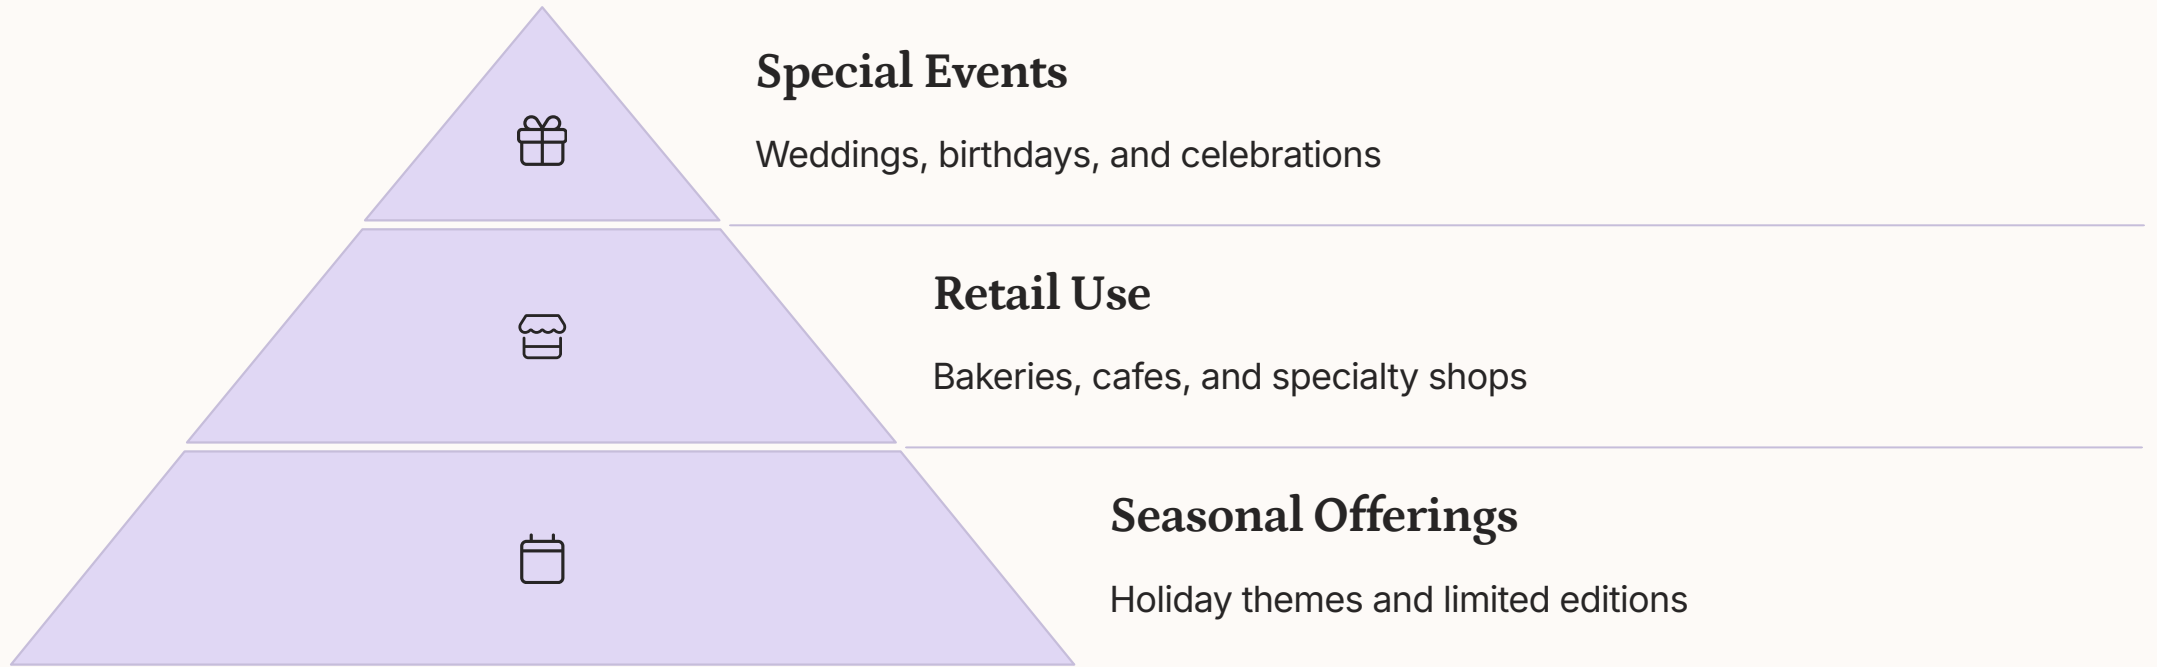 Special Events
Weddings, birthdays, and celebrations
Retail Use
Bakeries, cafes, and specialty shops
Seasonal Offerings
Holiday themes and limited editions